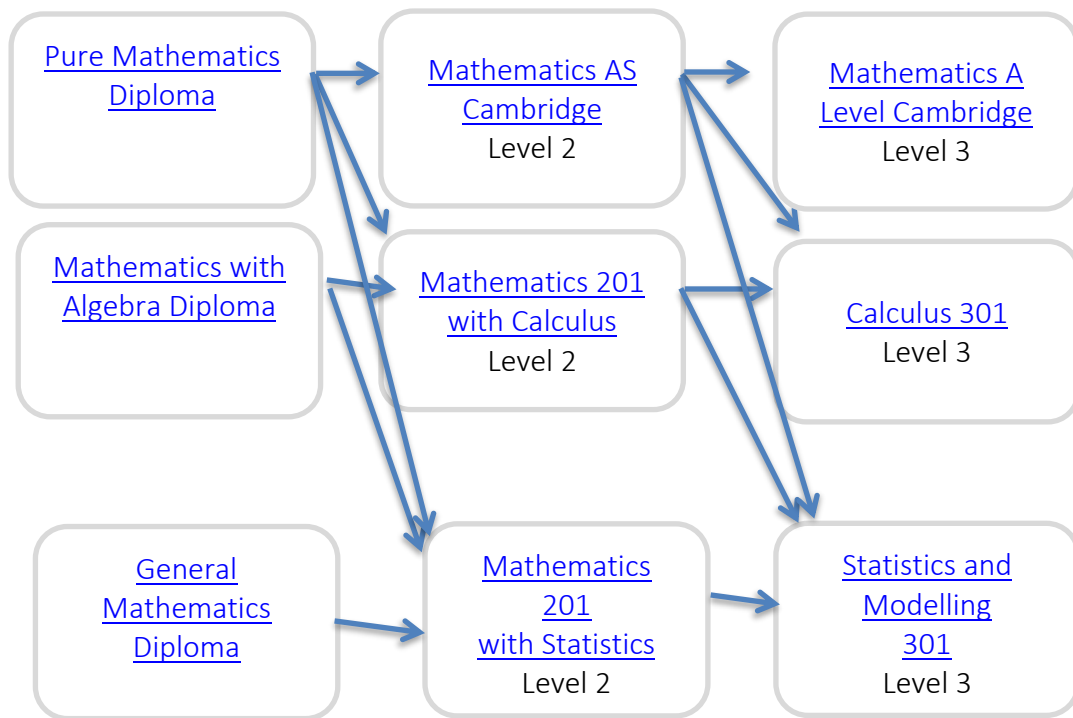 Pure Mathematics
Diploma
Mathematics AS
Cambridge
Level 2
Mathematics A
Level Cambridge
Level 3
Mathematics with
Algebra Diploma
Mathematics 201
with Calculus
Level 2
Calculus 301
Level 3
General
Mathematics
Diploma
Mathematics
201
with Statistics
Level 2
Statistics and
Modelling
301
Level 3